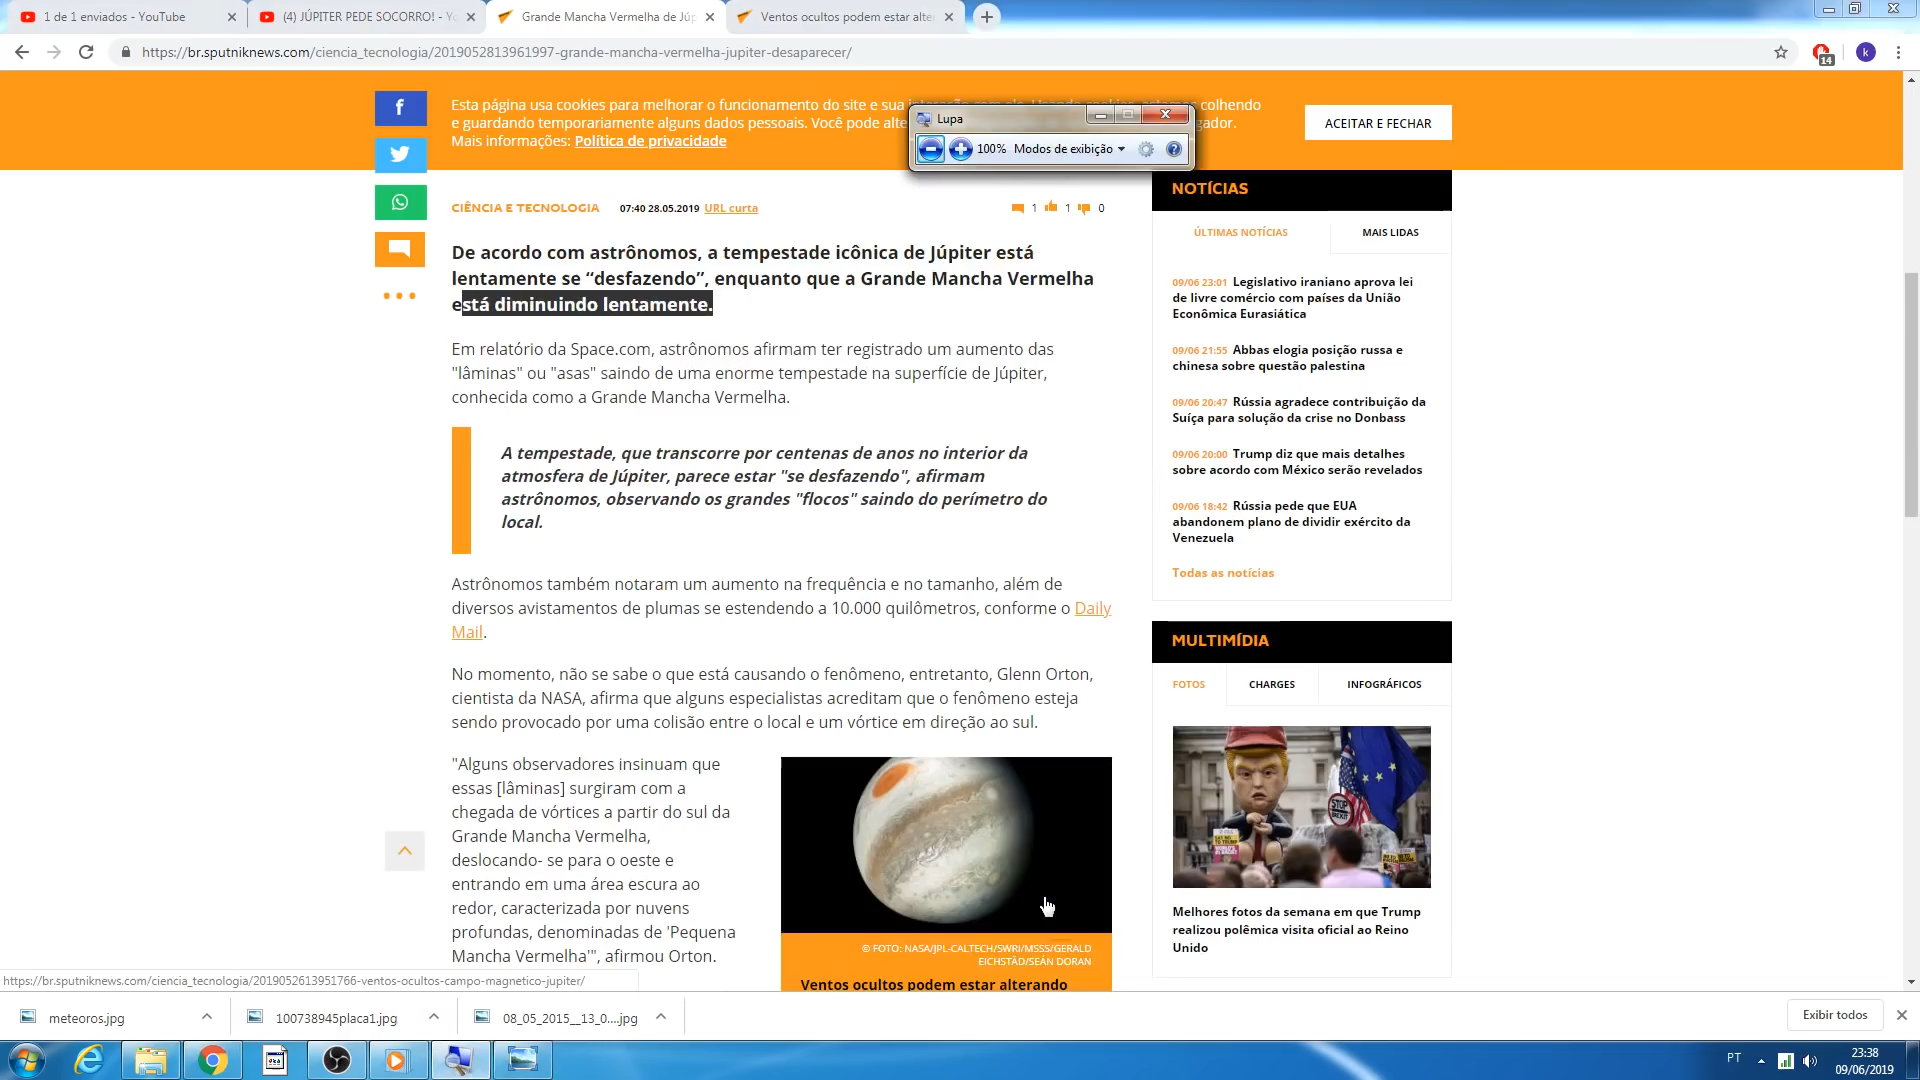 1 de 1 enviados - YouTube
(4) JÚPITER PEDE SOCORRO! - Yo
Grande Mancha Vermelha de Júp
Ventos ocultos podem estar alte
https://br.sputniknews.com/ciencia_tecnologia/2019052813961997-grande-mancha-vermelha-jupiter-desaparecer/
14
k
Esta página usa cookies para melhorar o funcionamento do site e sua
colhendo
e guardando temporariamente alguns dados pessoais. Você pode alte
gador.
Mais informações: Política de privacidade
ACEITAR E FECHAR
Lupa
100% Modos de exibição
CIÊNCIA E TECNOLOGIA 07:40 28.05.2019 URL curta
1 1 0
De acordo com astrônomos, a tempestade icônica de Júpiter está
lentamente se “desfazendo”, enquanto que a Grande Mancha Vermelha
está diminuindo lentamente.
Em relatório da Space.com, astrônomos afirmam ter registrado um aumento das
"lâminas" ou "asas" saindo de uma enorme tempestade na superfície de Júpiter,
conhecida como a Grande Mancha Vermelha.
A tempestade, que transcorre por centenas de anos no interior da
atmosfera de Júpiter, parece estar "se desfazendo", afirmam
astrônomos, observando os grandes "flocos" saindo do perímetro do
local.
Astrônomos também notaram um aumento na frequência e no tamanho, além de
diversos avistamentos de plumas se estendendo a 10.000 quilômetros, conforme o Daily
Mail.
No momento, não se sabe o que está causando o fenômeno, entretanto, Glenn Orton,
cientista da NASA, afirma que alguns especialistas acreditam que o fenômeno esteja
sendo provocado por uma colisão entre o local e um vórtice em direção ao sul.
"Alguns observadores insinuam que
essas [lâminas] surgiram com a
chegada de vórtices a partir do sul da
Grande Mancha Vermelha,
deslocando- se para o oeste e
entrando em uma área escura ao
redor, caracterizada por nuvens
profundas, denominadas de 'Pequena
Mancha Vermelha'", afirmou Orton.
© FOTO: NASA/JPL-CALTECH/SWRI/MSSS/GERALD
EICHSTÄD/SEÁN DORAN
Ventos ocultos podem estar alterando
NOTÍCIAS
ÚLTIMAS NOTÍCIAS
MAIS LIDAS
09/06 23:01 Legislativo iraniano aprova lei
de livre comércio com países da União
Econômica Eurasiática
09/06 21:55 Abbas elogia posição russa e
chinesa sobre questão palestina
09/06 20:47 Rússia agradece contribuição da
Suíça para solução da crise no Donbass
09/06 20:00 Trump diz que mais detalhes
sobre acordo com México serão revelados
09/06 18:42 Rússia pede que EUA
abandonem plano de dividir exército da
Venezuela
Todas as notícias
MULTIMÍDIA
FOTOS
CHARGES
INFOGRÁFICOS
STOP
BREXIT
Melhores fotos da semana em que Trump
realizou polêmica visita oficial ao Reino
Unido
https://br.sputniknews.com/ciencia_tecnologia/2019052613951766-ventos-ocultos-campo-magnetico-jupiter/
meteoros.jpg
100738945placa1.jpg
08_05_2015__13_0....jpg
Exibir todos
PT
23:38
09/06/2019